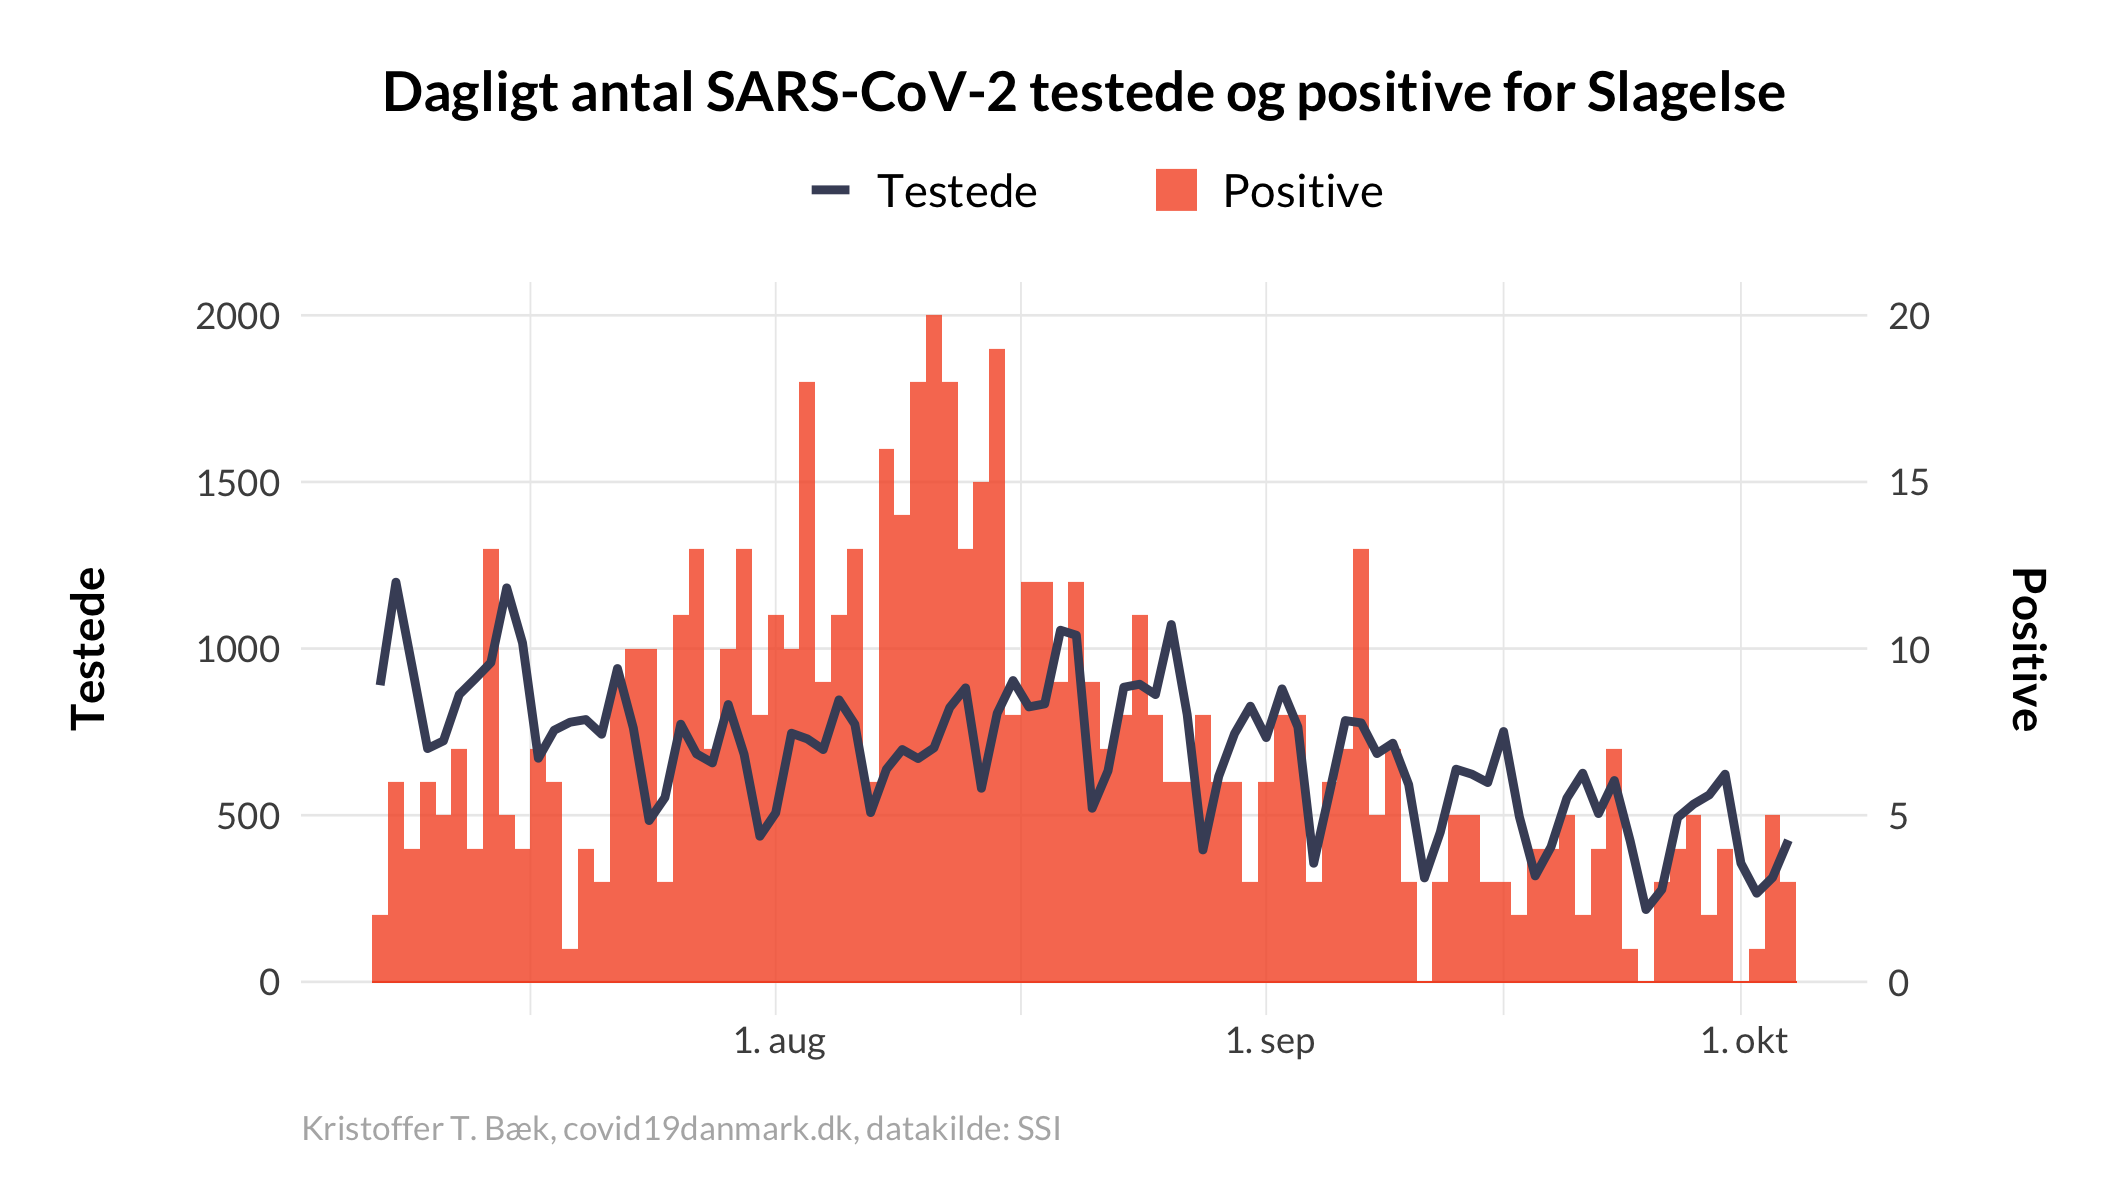 Dagligt antal SARS-CoV-2 testede og positive for Slagelse
Testede Positive
2000 20
1500 15
1000 10
500 5
0 0
Testede
Positive
1. aug 1. sep 1. okt
Kristoffer T. Bæk, covid19danmark.dk, datakilde: SSI